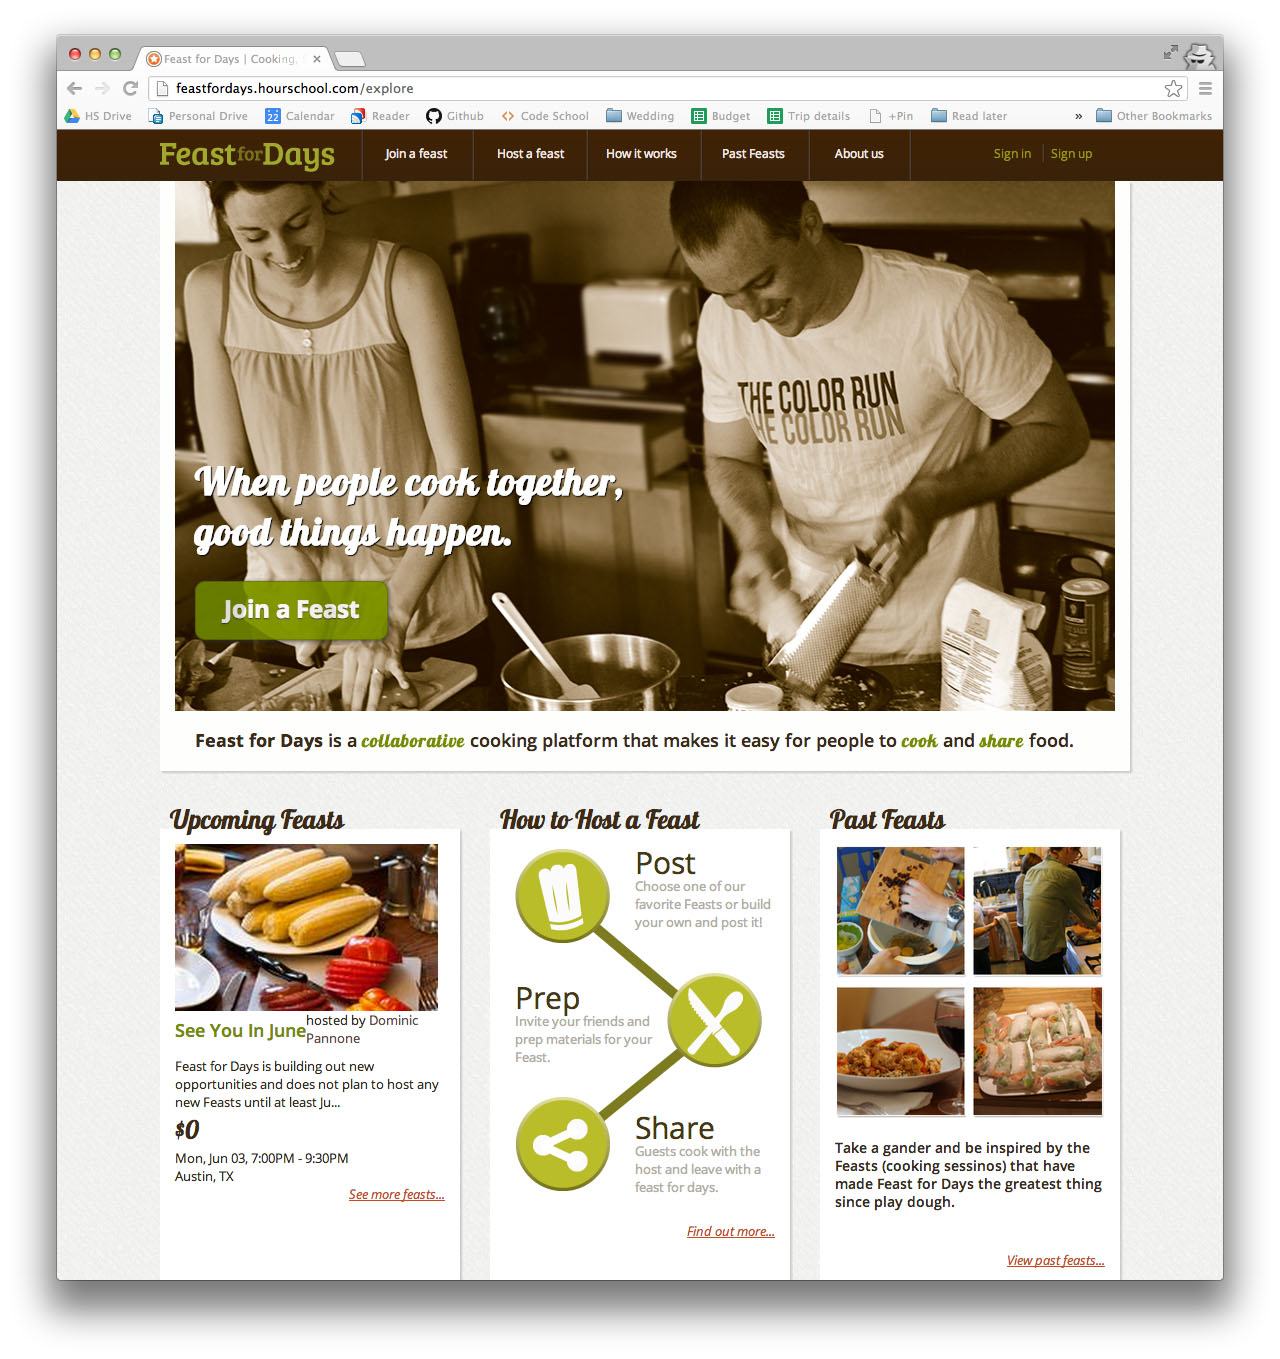 Feast for Days | Cooking,
feastfordays.hourschool.com/explore
HS Drive
Personal Drive
22
Calendar
Reader
Github
Code School
Wedding
Budget
Trip details
+Pin
Read later
»
Other Bookmarks
FeastforDays
Join a feast
Host a feast
How it works
Past Feasts
About us
Sign in
Sign up
THE COLOR RUN
THE COLOR RUN
When people cook together,
good things happen.
Join a Feast
Feast for Days is a collaborative cooking platform that makes it easy for people to cook and share food.
Upcoming Feasts
See You In June
hosted by Dominic
Pannone
Feast for Days is building out new
opportunities and does not plan to host any
new Feasts until at least Ju...
$0
Mon, Jun 03, 7:00PM - 9:30PM
Austin, TX
See more feasts...
How to Host a Feast
Post
Choose one of our
favorite Feasts or build
your own and post it!
Prep
Invite your friends and
prep materials for your
Feast.
Share
Guests cook with the
host and leave with a
feast for days.
Find out more...
Past Feasts
Take a gander and be inspired by the
Feasts (cooking sessinos) that have
made Feast for Days the greatest thing
since play dough.
View past feasts...